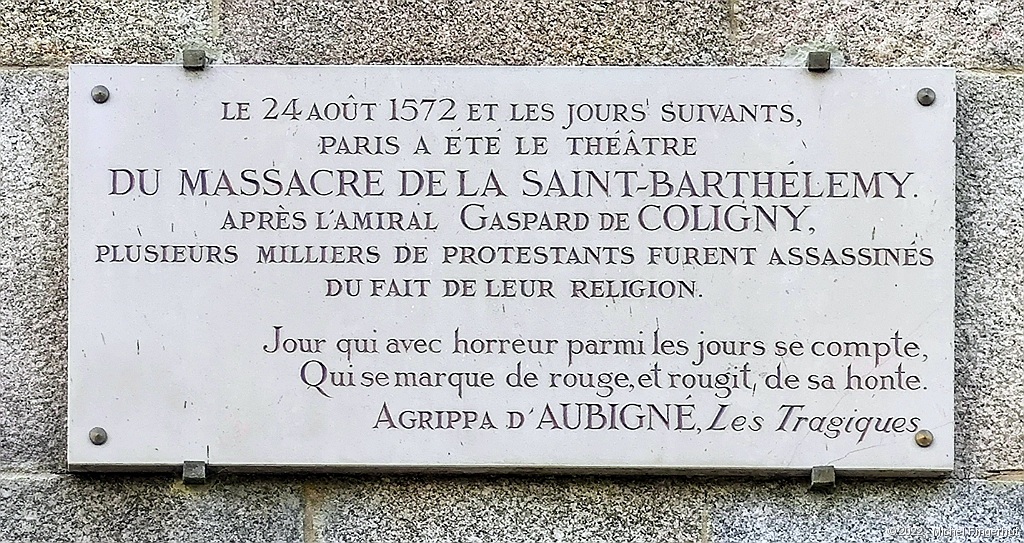 LE 24 AOÛT 1572 ET LES JOURS SUIVANTS,
PARIS A ÉTÉ LE THÉÂTRE
DU MASSACRE DE LA SAINT-BARTHÉLEMY.
APRÈS L'AMIRAL GASPARD DE COLIGNY,
PLUSIEURS MILLIERS DE PROTESTANTS FURENT ASSASSINÉS
DU FAIT DE LEUR RELIGION.
Jour qui avec horreur parmi les jours se compte,
Qui se marque de rouge, et rougit, de sa honte.
AGRIPPA D'AUBIGNÉ, Les Tragiques
© 2022 - Michel